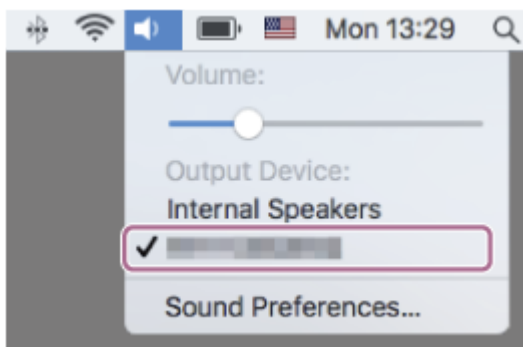 Mon 13:29
Volume:
Output Device:
Internal Speakers
Sound Preferences...